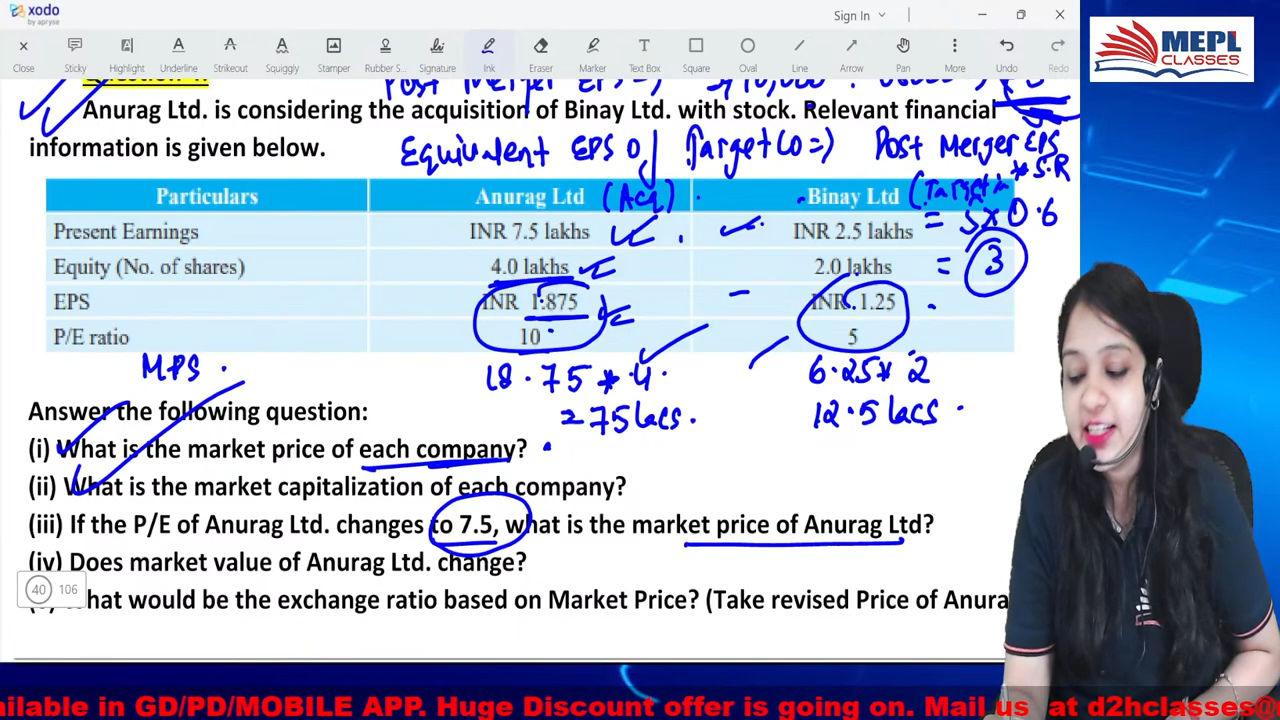 xodo
by apryse
Sign In
Close Sticky Highlight Underline Strikeout Squiggly Stamper Rubber S... Signature Ink Eraser Marker Text Box Square Oval Line Arrow Pan More Undo Redo
MEPL
CLASSES
Post Merger EPS =>
Anurag Ltd. is considering the acquisition of Binay Ltd. with stock. Relevant financial
information is given below.
Equivalent EPS of Target Co => Post Merger EPS
* S.R
Particulars Anurag Ltd (Acq) Binay Ltd (Target
Present Earnings INR 7.5 lakhs INR 2.5 lakhs = 5 x 0.6
Equity (No. of shares) 4.0 lakhs 2.0 lakhs = 3
EPS INR 1.875 INR 1.25
P/E ratio 10 5
MPS 18.75 * 4 6.25 * 2
= 75 lacs. 12.5 lacs
Answer the following question:
(i) What is the market price of each company?
(ii) What is the market capitalization of each company?
(iii) If the P/E of Anurag Ltd. changes to 7.5, what is the market price of Anurag Ltd?
(iv) Does market value of Anurag Ltd. change?
40 106
What would be the exchange ratio based on Market Price? (Take revised Price of Anura
ailable in GD/PD/MOBILE APP. Huge Discount offer is going on. Mail us at d2hclasses@